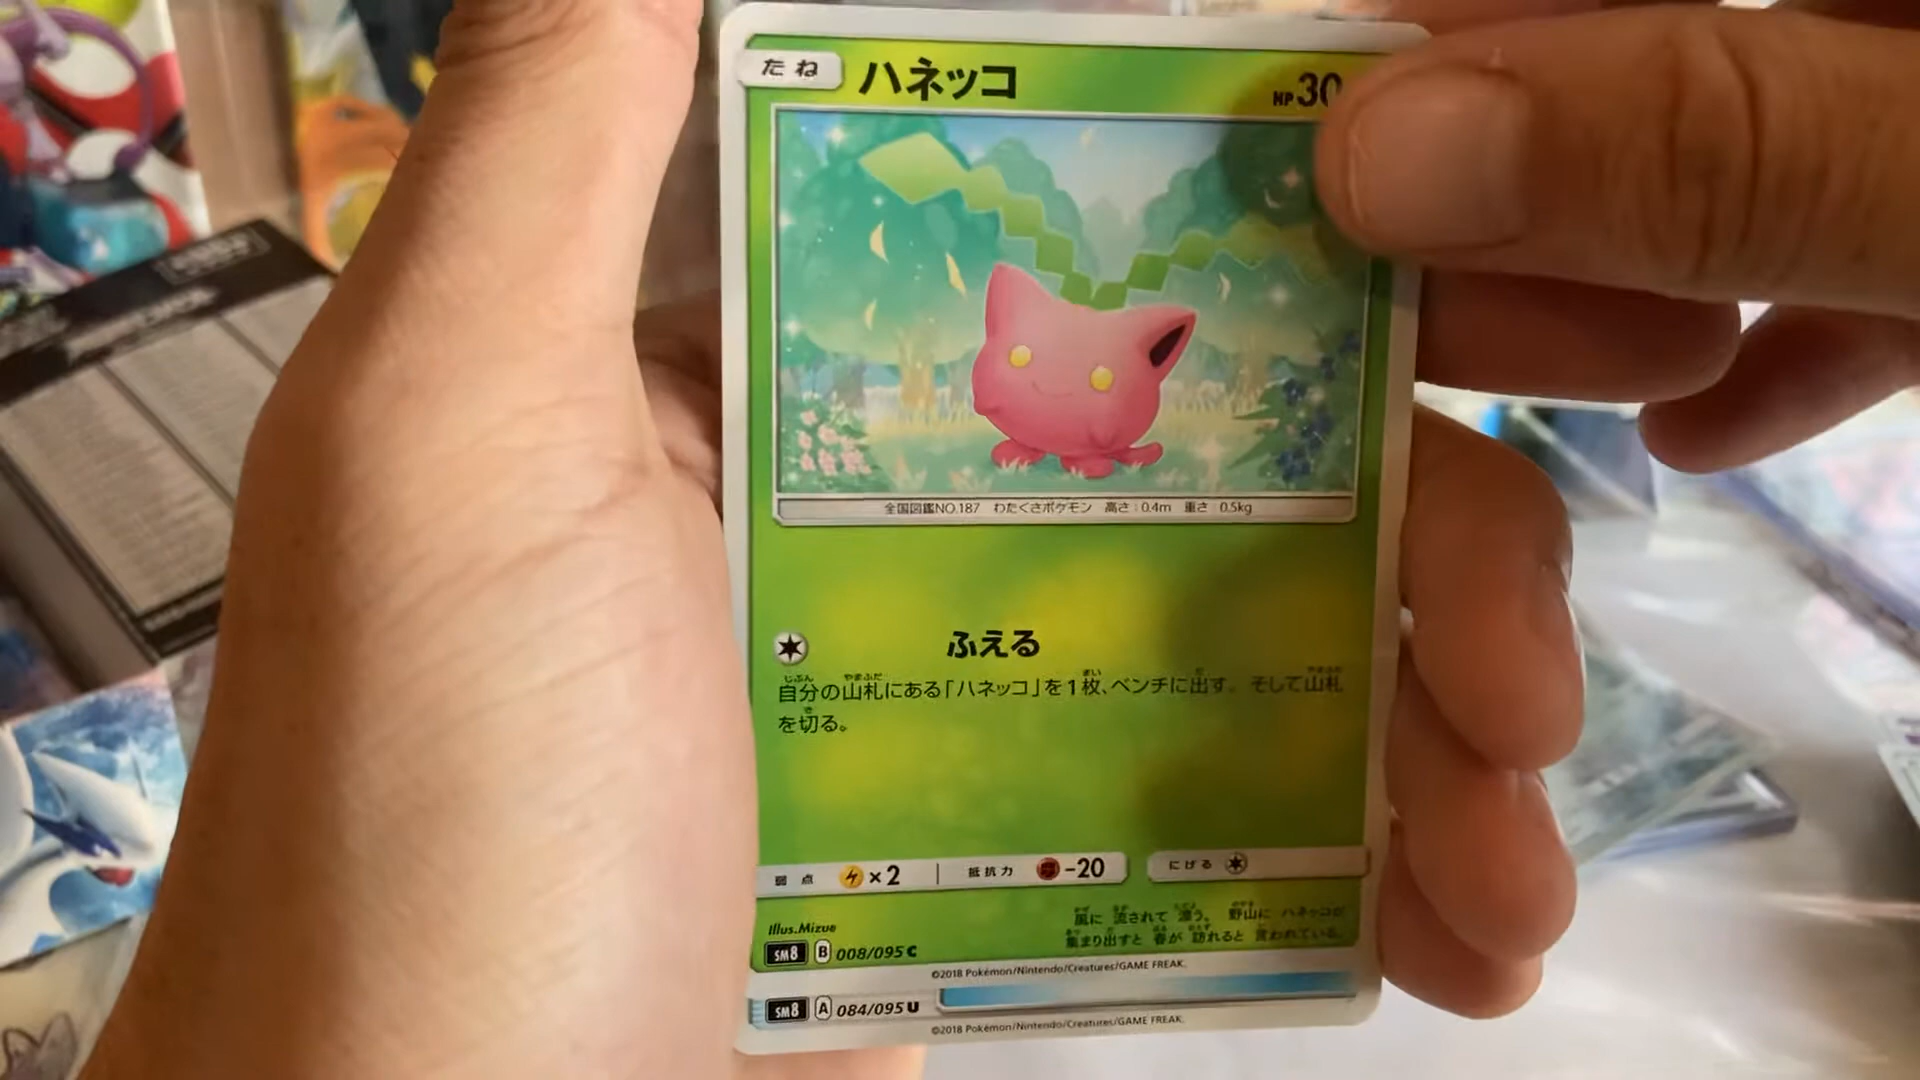 たね ハネッコ HP30
全国図鑑NO.187 わたくさポケモン 高さ：0.4m 重さ：0.5kg
ふえる
自分の山札にある「ハネッコ」を1枚、ベンチに出す。そして山札
を切る。
弱点 ×2 抵抗力 -20 にげる
Illus.Mizue
風に 流されて 漂う。 野山に ハネッコが
集まり出すと 春が 訪れると 言われている。
SM8 B 008/095 C
©2018 Pokémon/Nintendo/Creatures/GAME FREAK.
SM8 A 084/095 U
©2018 Pokémon/Nintendo/Creatures/GAME FREAK.